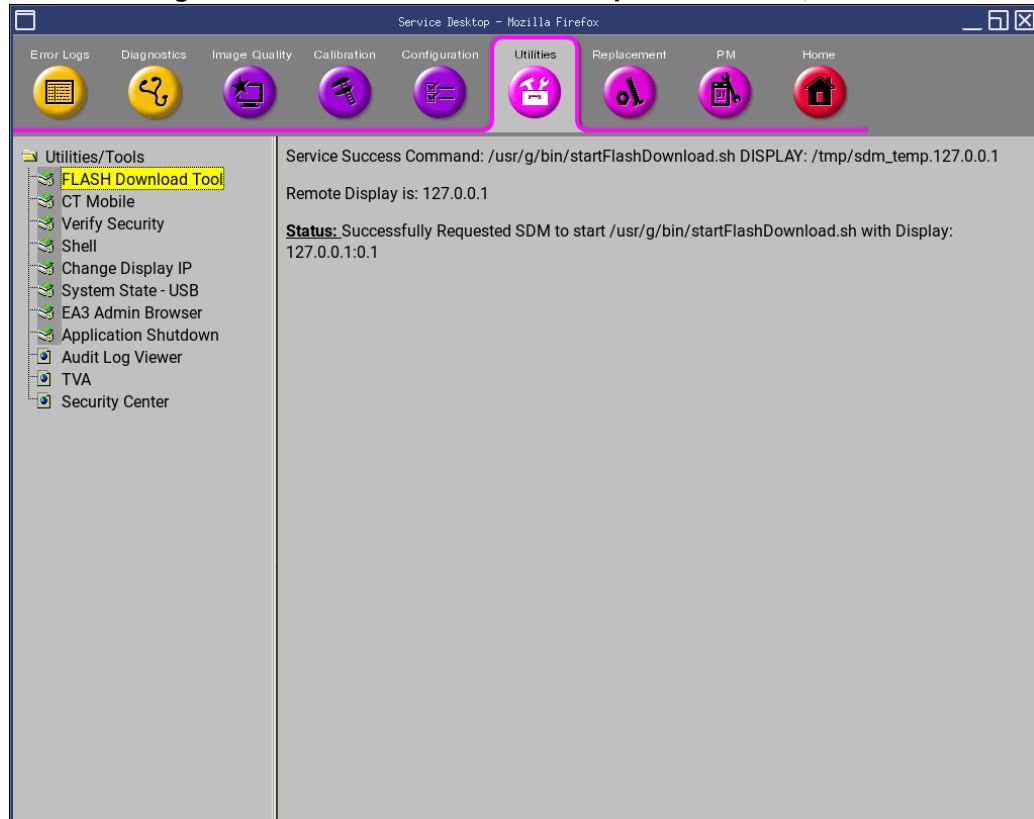 Service Desktop - Mozilla Firefox
Error Logs Diagnostics Image Quality Calibration Configuration Utilities Replacement PM Home
31
Utilities/Tools
FLASH Download Tool
CT Mobile
Verify Security
Shell
Change Display IP
System State - USB
EA3 Admin Browser
Application Shutdown
Audit Log Viewer
TVA
Security Center
Service Success Command: /usr/g/bin/startFlashDownload.sh DISPLAY: /tmp/sdm_temp.127.0.0.1
Remote Display is: 127.0.0.1
Status: Successfully Requested SDM to start /usr/g/bin/startFlashDownload.sh with Display:
127.0.0.1:0.1